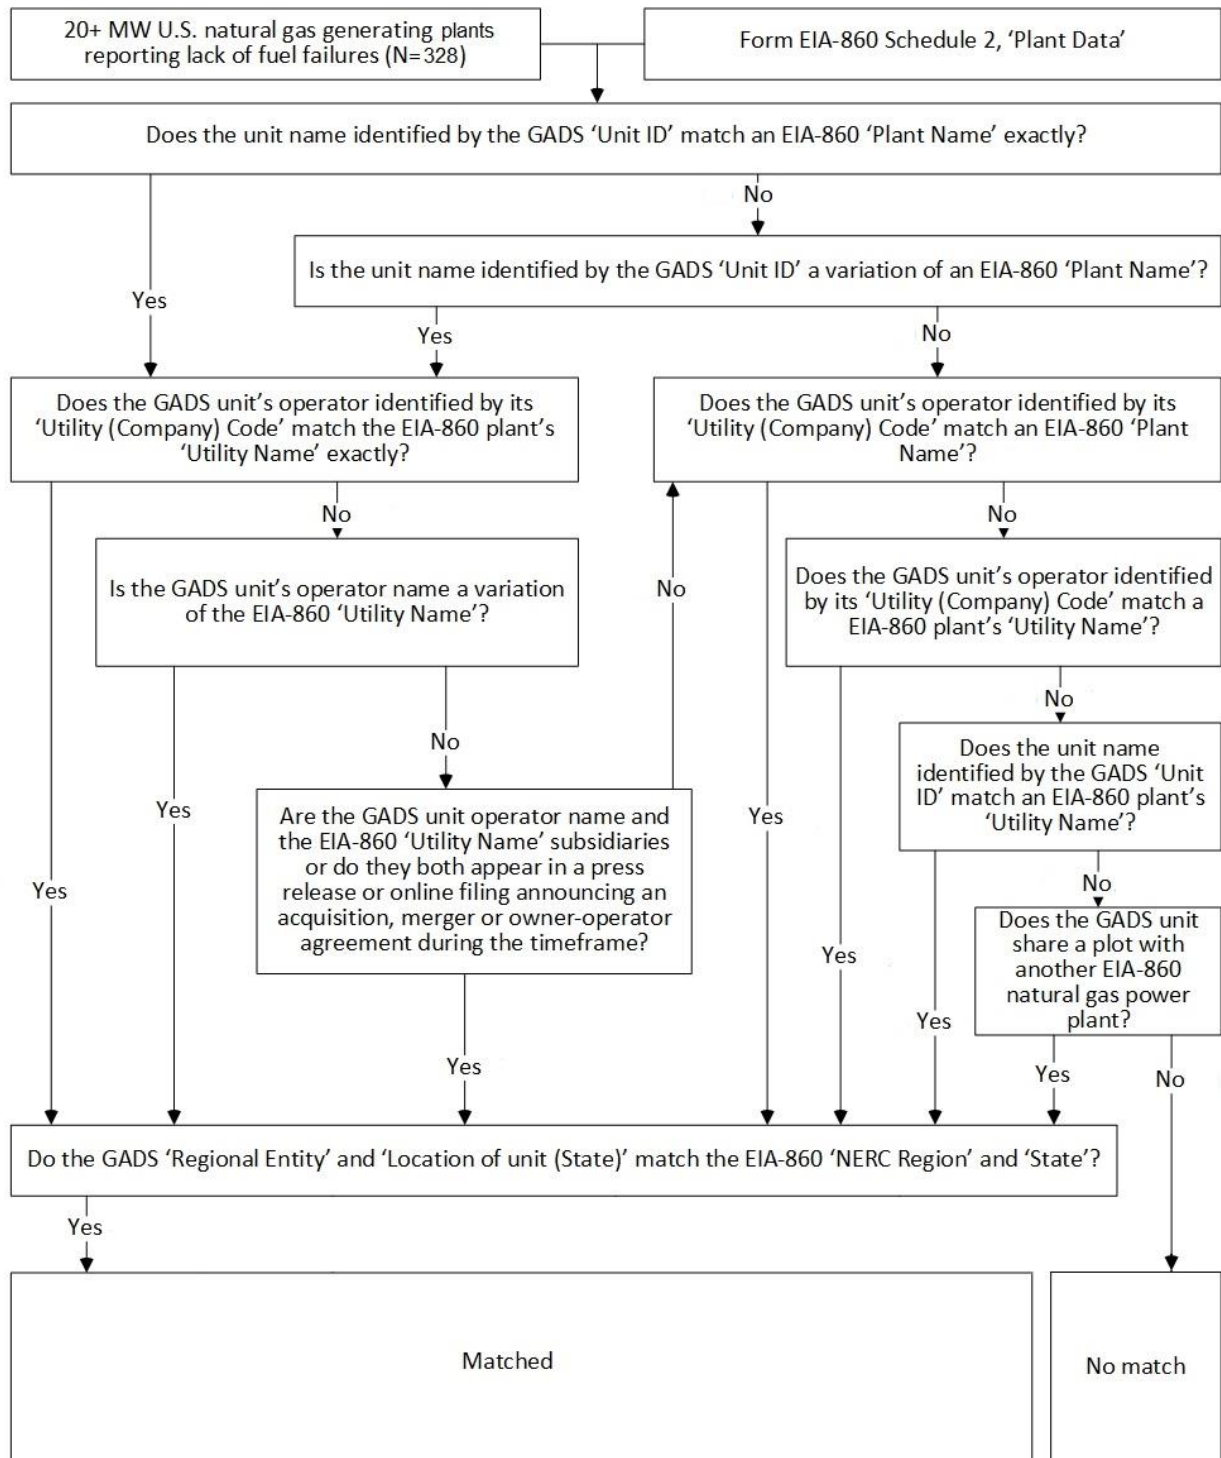 20+ MW U.S. natural gas generating plants
reporting lack of fuel failures (N=328)
Form EIA-860 Schedule 2, ‘Plant Data’
Does the unit name identified by the GADS ‘Unit ID’ match an EIA-860 ‘Plant Name’ exactly?
No
Is the unit name identified by the GADS ‘Unit ID’ a variation of an EIA-860 ‘Plant Name’?
Yes
Yes
No
Does the GADS unit’s operator identified by its
‘Utility (Company) Code’ match the EIA-860 plant’s
‘Utility Name’ exactly?
Does the GADS unit’s operator identified by its
‘Utility (Company) Code’ match an EIA-860 ‘Plant
Name’?
No
No
Is the GADS unit’s operator name a variation
of the EIA-860 ‘Utility Name’?
No
Does the GADS unit’s operator identified
by its ‘Utility (Company) Code’ match a
EIA-860 plant’s ‘Utility Name’?
No
No
Does the unit name
identified by the GADS ‘Unit
ID’ match an EIA-860 plant’s
‘Utility Name’?
Yes
Are the GADS unit operator name and
the EIA-860 ‘Utility Name’ subsidiaries
or do they both appear in a press
release or online filing announcing an
acquisition, merger or owner-operator
agreement during the timeframe?
Yes
Yes
No
Does the GADS unit
share a plot with
another EIA-860
natural gas power
plant?
Yes
Yes
Yes
Yes
No
Do the GADS ‘Regional Entity’ and ‘Location of unit (State)’ match the EIA-860 ‘NERC Region’ and ‘State’?
Yes
Matched
No match